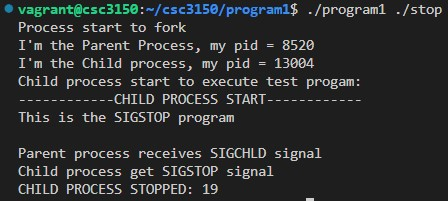 vagrant@csc3150:~/csc3150/program1$ ./program1 ./stop
Process start to fork
I'm the Parent Process, my pid = 8520
I'm the Child process, my pid = 13004
Child process start to execute test progam:
------------CHILD PROCESS START------------
This is the SIGSTOP program
Parent process receives SIGCHLD signal
Child process get SIGSTOP signal
CHILD PROCESS STOPPED: 19